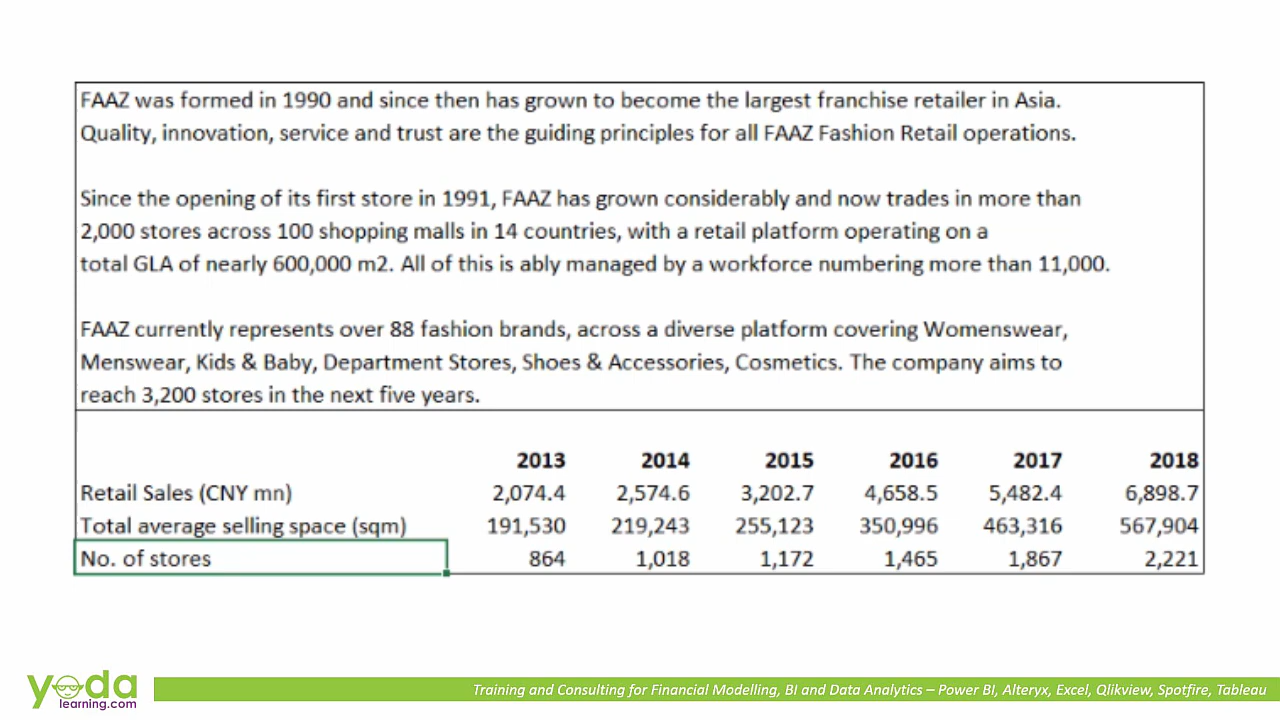 FAAZ was formed in 1990 and since then has grown to become the largest franchise retailer in Asia.
Quality, innovation, service and trust are the guiding principles for all FAAZ Fashion Retail operations.
Since the opening of its first store in 1991, FAAZ has grown considerably and now trades in more than
2,000 stores across 100 shopping malls in 14 countries, with a retail platform operating on a
total GLA of nearly 600,000 m2. All of this is ably managed by a workforce numbering more than 11,000.
FAAZ currently represents over 88 fashion brands, across a diverse platform covering Womenswear,
Menswear, Kids & Baby, Department Stores, Shoes & Accessories, Cosmetics. The company aims to
reach 3,200 stores in the next five years.
2013 2014 2015 2016 2017 2018
Retail Sales (CNY mn) 2,074.4 2,574.6 3,202.7 4,658.5 5,482.4 6,898.7
Total average selling space (sqm) 191,530 219,243 255,123 350,996 463,316 567,904
No. of stores 864 1,018 1,172 1,465 1,867 2,221
yoda
learning.com
Training and Consulting for Financial Modelling, BI and Data Analytics – Power BI, Alteryx, Excel, Qlikview, Spotfire, Tableau